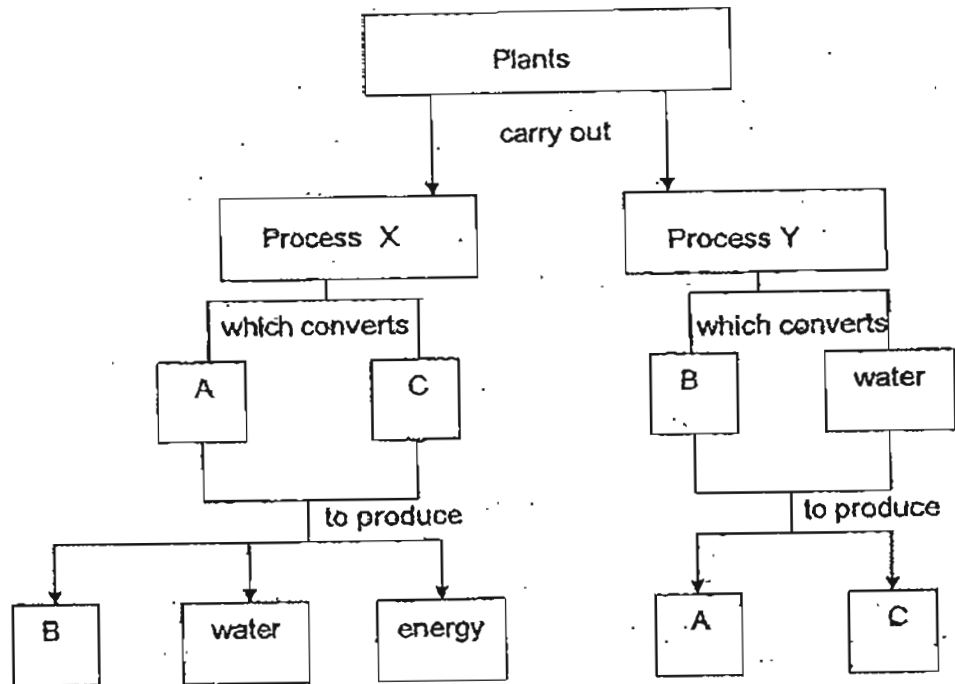 Plants
carry out
Process X
Process Y
which converts
which converts
A
C
B
water
to produce
to produce
B
water
energy
A
C